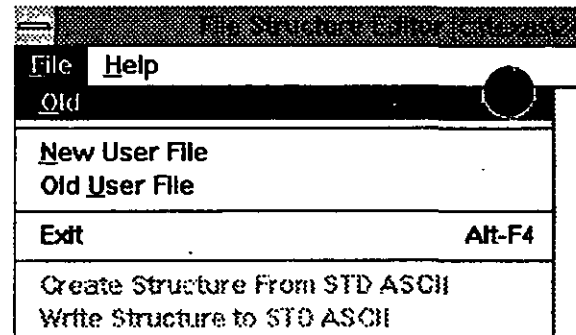 File Structure Editor
File Help
Old
New User File
Old User File
Exit Alt-F4
Create Structure From STD ASCII
Write Structure to STD ASCII